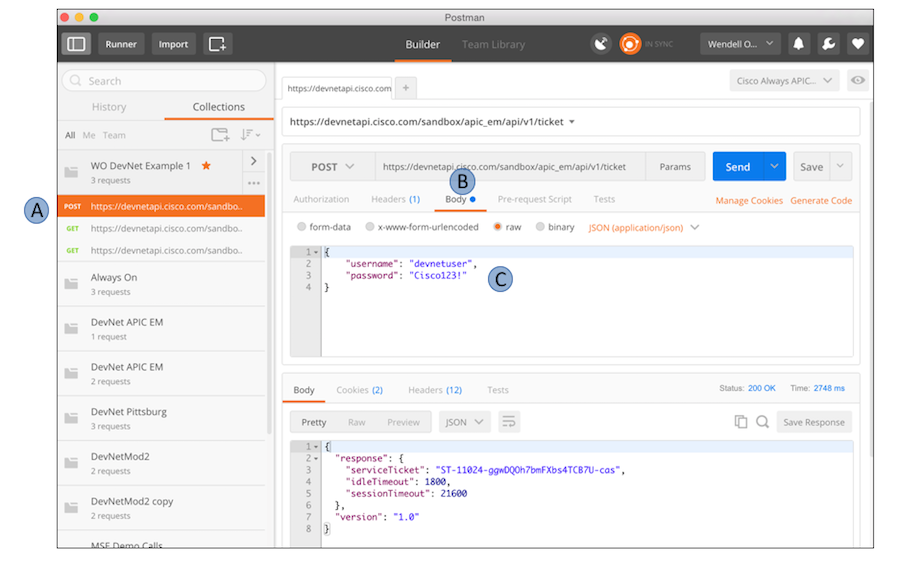 Postman
Runner
Import
Builder
Team Library
IN SYNC
Wendell O...
Search
History
Collections
All Me Team
WO DevNet Example 1
3 requests
A
POST https://devnetapi.cisco.com/sandbo..
GET https://devnetapi.cisco.com/sandbo..
GET https://devnetapi.cisco.com/sandbo..
Always On
3 requests
DevNet APIC EM
1 request
DevNet APIC EM
2 requests
DevNet Pittsburg
3 requests
DevNetMod2
2 requests
DevNetMod2 copy
2 requests
MSE Demo Calls
https://devnetapi.cisco.com
+
Cisco Always APIC...
https://devnetapi.cisco.com/sandbox/apic_em/api/v1/ticket
POST
https://devnetapi.cisco.com/sandbox/apic_em/api/v1/ticket
Params
Send
Save
B
Authorization
Headers (1)
Body
Pre-request Script
Tests
Manage Cookies
Generate Code
form-data
x-www-form-urlencoded
raw
binary
JSON (application/json)
1 {
2 "username": "devnetuser",
3 "password": "Cisco123!"
4 }
C
Body
Cookies (2)
Headers (12)
Tests
Status: 200 OK
Time: 2748 ms
Pretty
Raw
Preview
JSON
Save Response
1 {
2 "response": {
3 "serviceTicket": "ST-11024-ggwDQOh7bmFXbs4TCB7U-cas",
4 "idleTimeout": 1800,
5 "sessionTimeout": 21600
6 },
7 "version": "1.0"
8 }